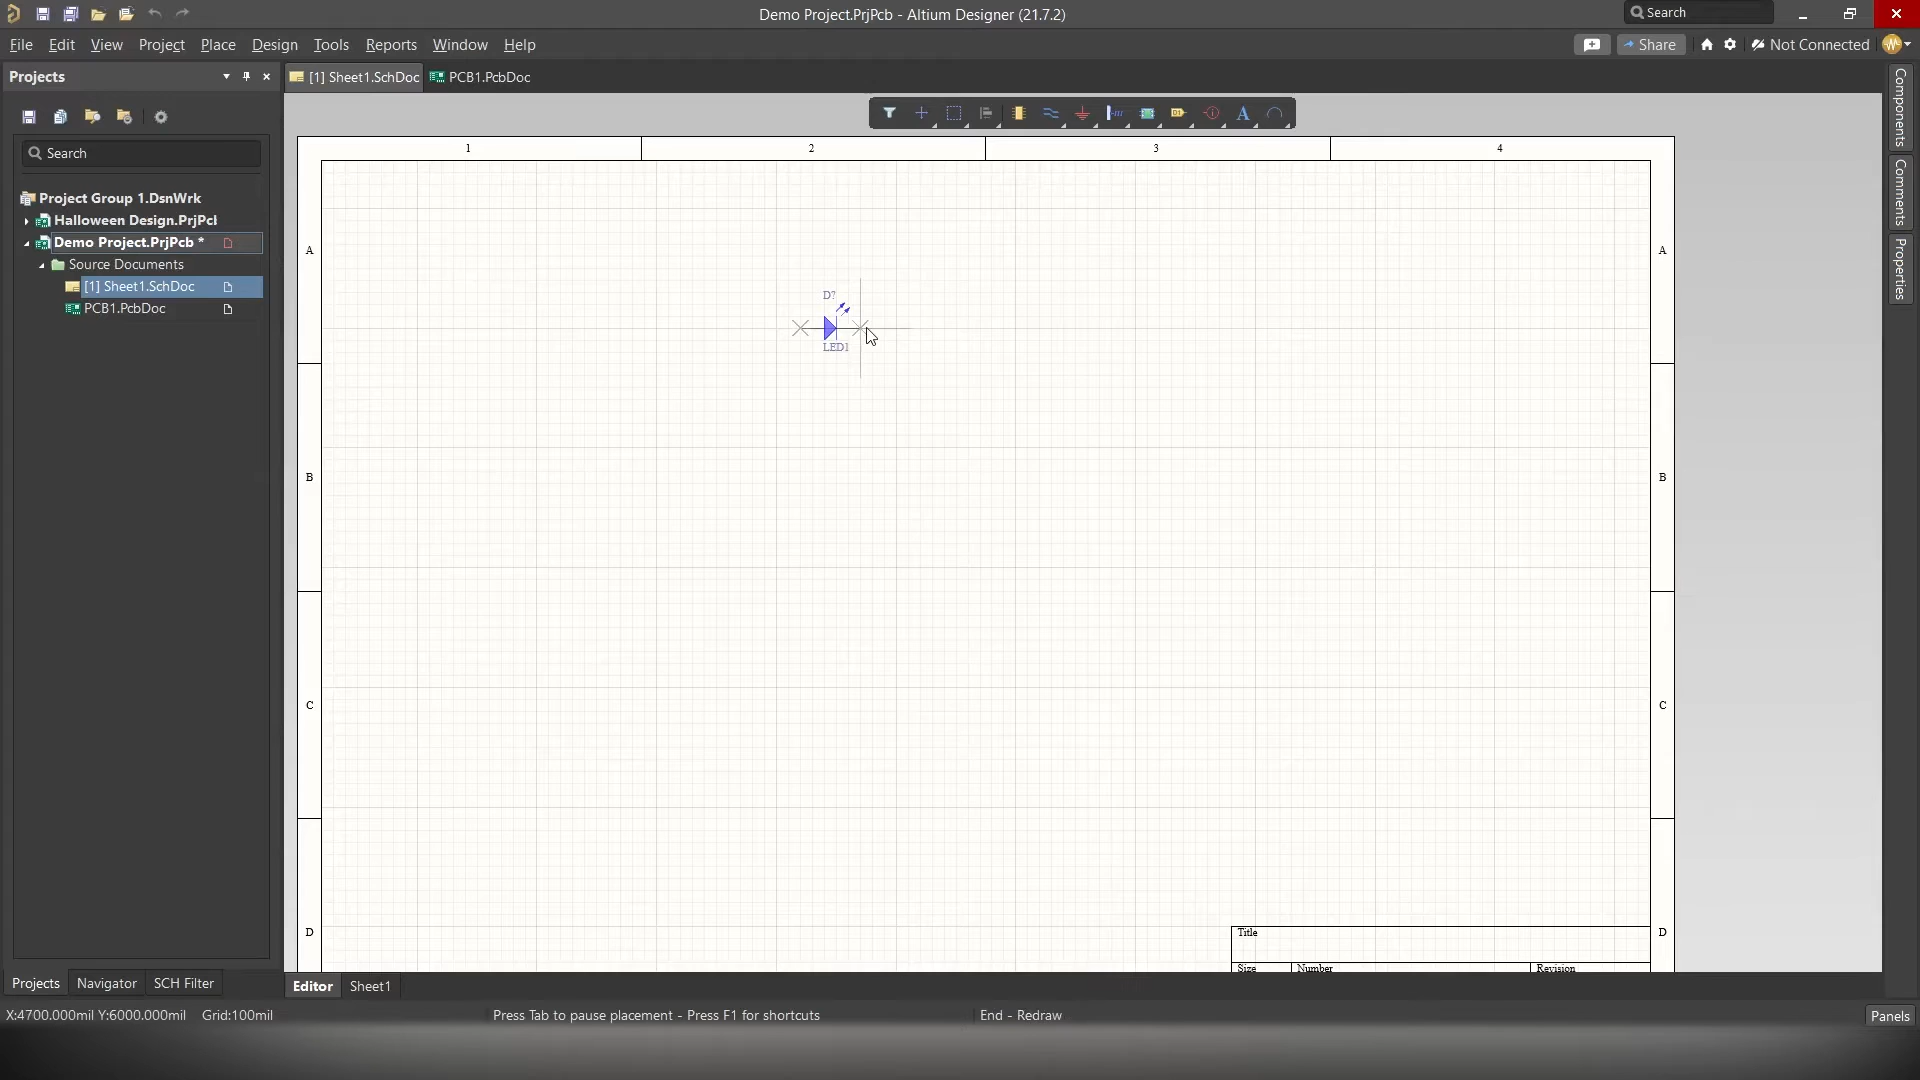 Demo Project.PrjPcb - Altium Designer (21.7.2)
Search
File Edit View Project Place Design Tools Reports Window Help
Share
Not Connected
Projects
[1] Sheet1.SchDoc
PCB1.PcbDoc
Search
Project Group 1.DsnWrk
Halloween Design.PrjPcl
Demo Project.PrjPcb *
Source Documents
[1] Sheet1.SchDoc
PCB1.PcbDoc
1 2 3 4
A A
B B
C C
D D
D?
LED1
Title
Size Number Revision
Components
Comments
Properties
Projects Navigator SCH Filter
Editor Sheet1
X:4700.000mil Y:6000.000mil Grid:100mil
Press Tab to pause placement - Press F1 for shortcuts
End - Redraw
Panels